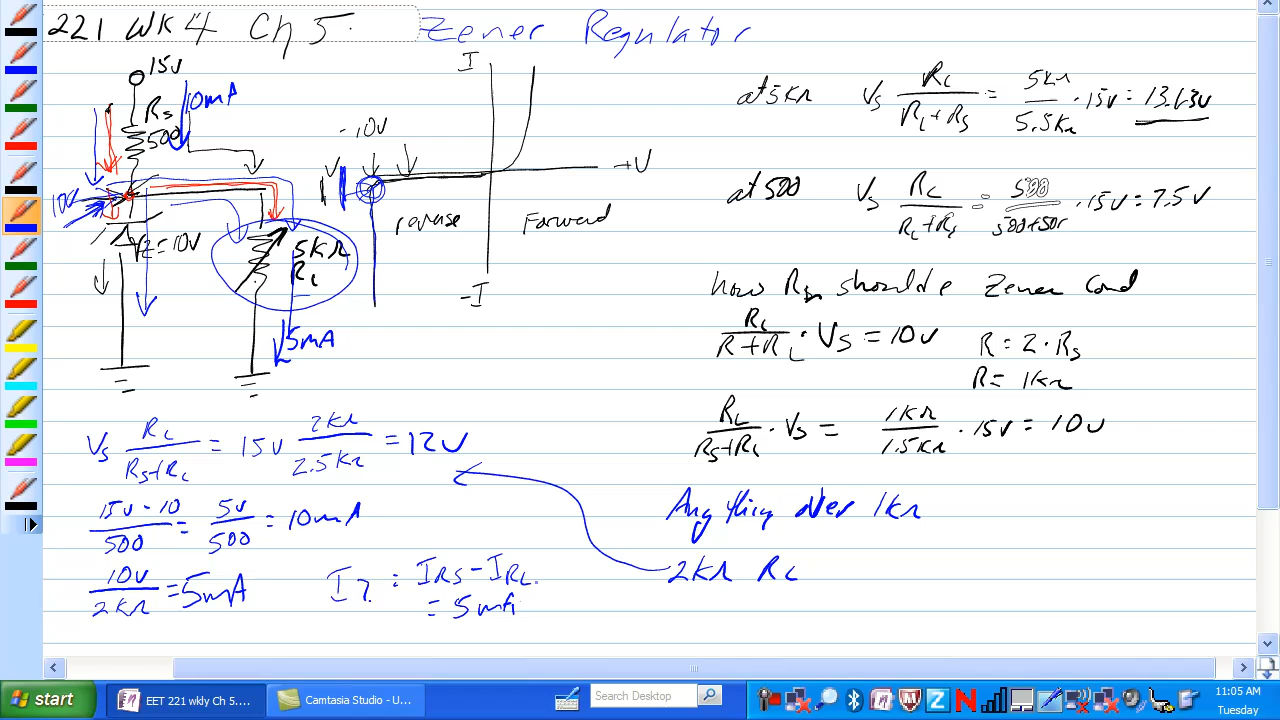 221 WK 4 Ch 5. Zener Regulator
15V
RS
500
10mA
10V
VZ=10V
5KΩ
RL
5mA
I
-10V
+V
-V
reverse Forward
-I
at 5KΩ VS RL/(RL+RS) = 5KΩ/5.5KΩ · 15V = 13.63V
at 500 VS RL/(RL+RS) = 500/(500+500) · 15V = 7.5V
how should Zener Cond
RL/(R+RL) · VS = 10V
R = 2 · RS
R = 1KΩ
RL/(RS+RL) · VS = 1KΩ/1.5KΩ · 15V = 10V
VS RL/(RS+RL) = 15V 2KΩ/2.5KΩ = 12V
(15V - 10)/500 = 5V/500 = 10mA
10V/2KΩ = 5mA
IZ = IRS - IRL
= 5mA
Anything over 1KΩ
2KΩ RL
start
EET 221 wkly Ch 5....
Camtasia Studio - U...
Search Desktop
11:05 AM
Tuesday